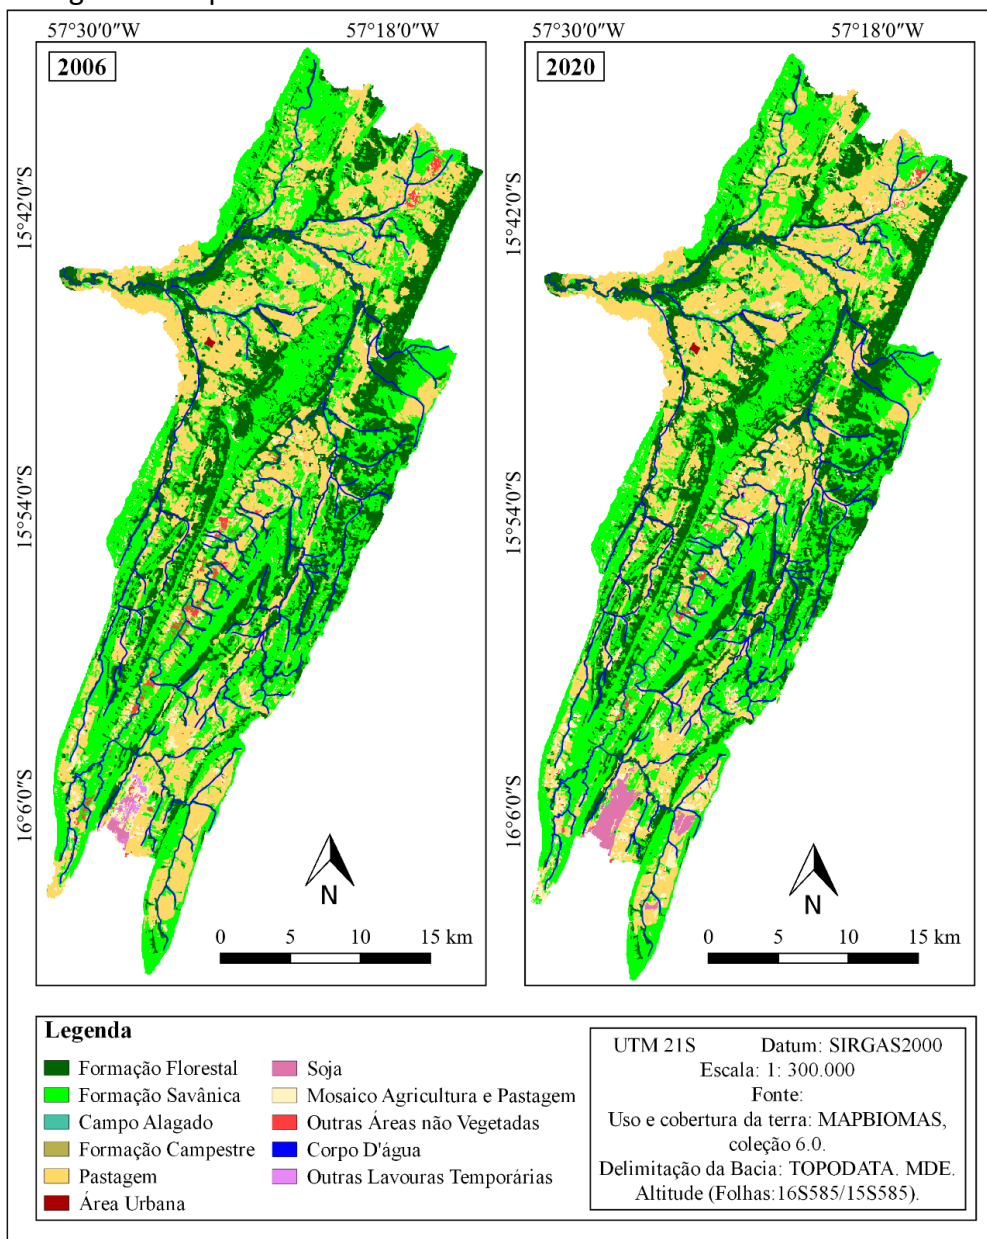 57°30'0"W 57°18'0"W 57°30'0"W 57°18'0"W
2006 2020
15°42'0"S 15°42'0"S
15°54'0"S 15°54'0"S
16°6'0"S 16°6'0"S
N N
0 5 10 15 km 0 5 10 15 km
Legenda
Formação Florestal
Formação Savânica
Campo Alagado
Formação Campestre
Pastagem
Área Urbana
Soja
Mosaico Agricultura e Pastagem
Outras Áreas não Vegetadas
Corpo D'água
Outras Lavouras Temporárias
UTM 21S Datum: SIRGAS2000
Escala: 1: 300.000
Fonte:
Uso e cobertura da terra: MAPBIOMAS,
coleção 6.0.
Delimitação da Bacia: TOPODATA. MDE.
Altitude (Folhas:16S585/15S585).